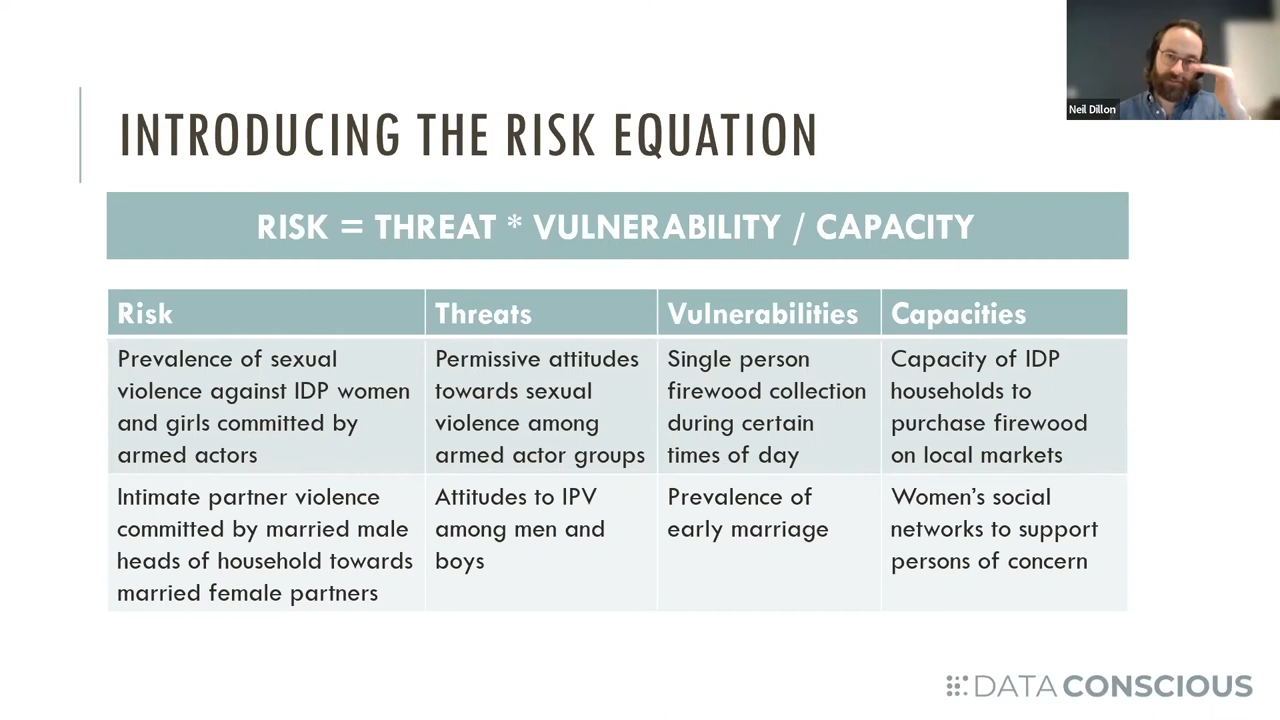 Neil Dillon
INTRODUCING THE RISK EQUATION
RISK = THREAT * VULNERABILITY / CAPACITY
Risk
Threats
Vulnerabilities
Capacities
Prevalence of sexual
violence against IDP women
and girls committed by
armed actors
Permissive attitudes
towards sexual
violence among
armed actor groups
Single person
firewood collection
during certain
times of day
Capacity of IDP
households to
purchase firewood
on local markets
Intimate partner violence
committed by married male
heads of household towards
married female partners
Attitudes to IPV
among men and
boys
Prevalence of
early marriage
Women’s social
networks to support
persons of concern
DATA CONSCIOUS